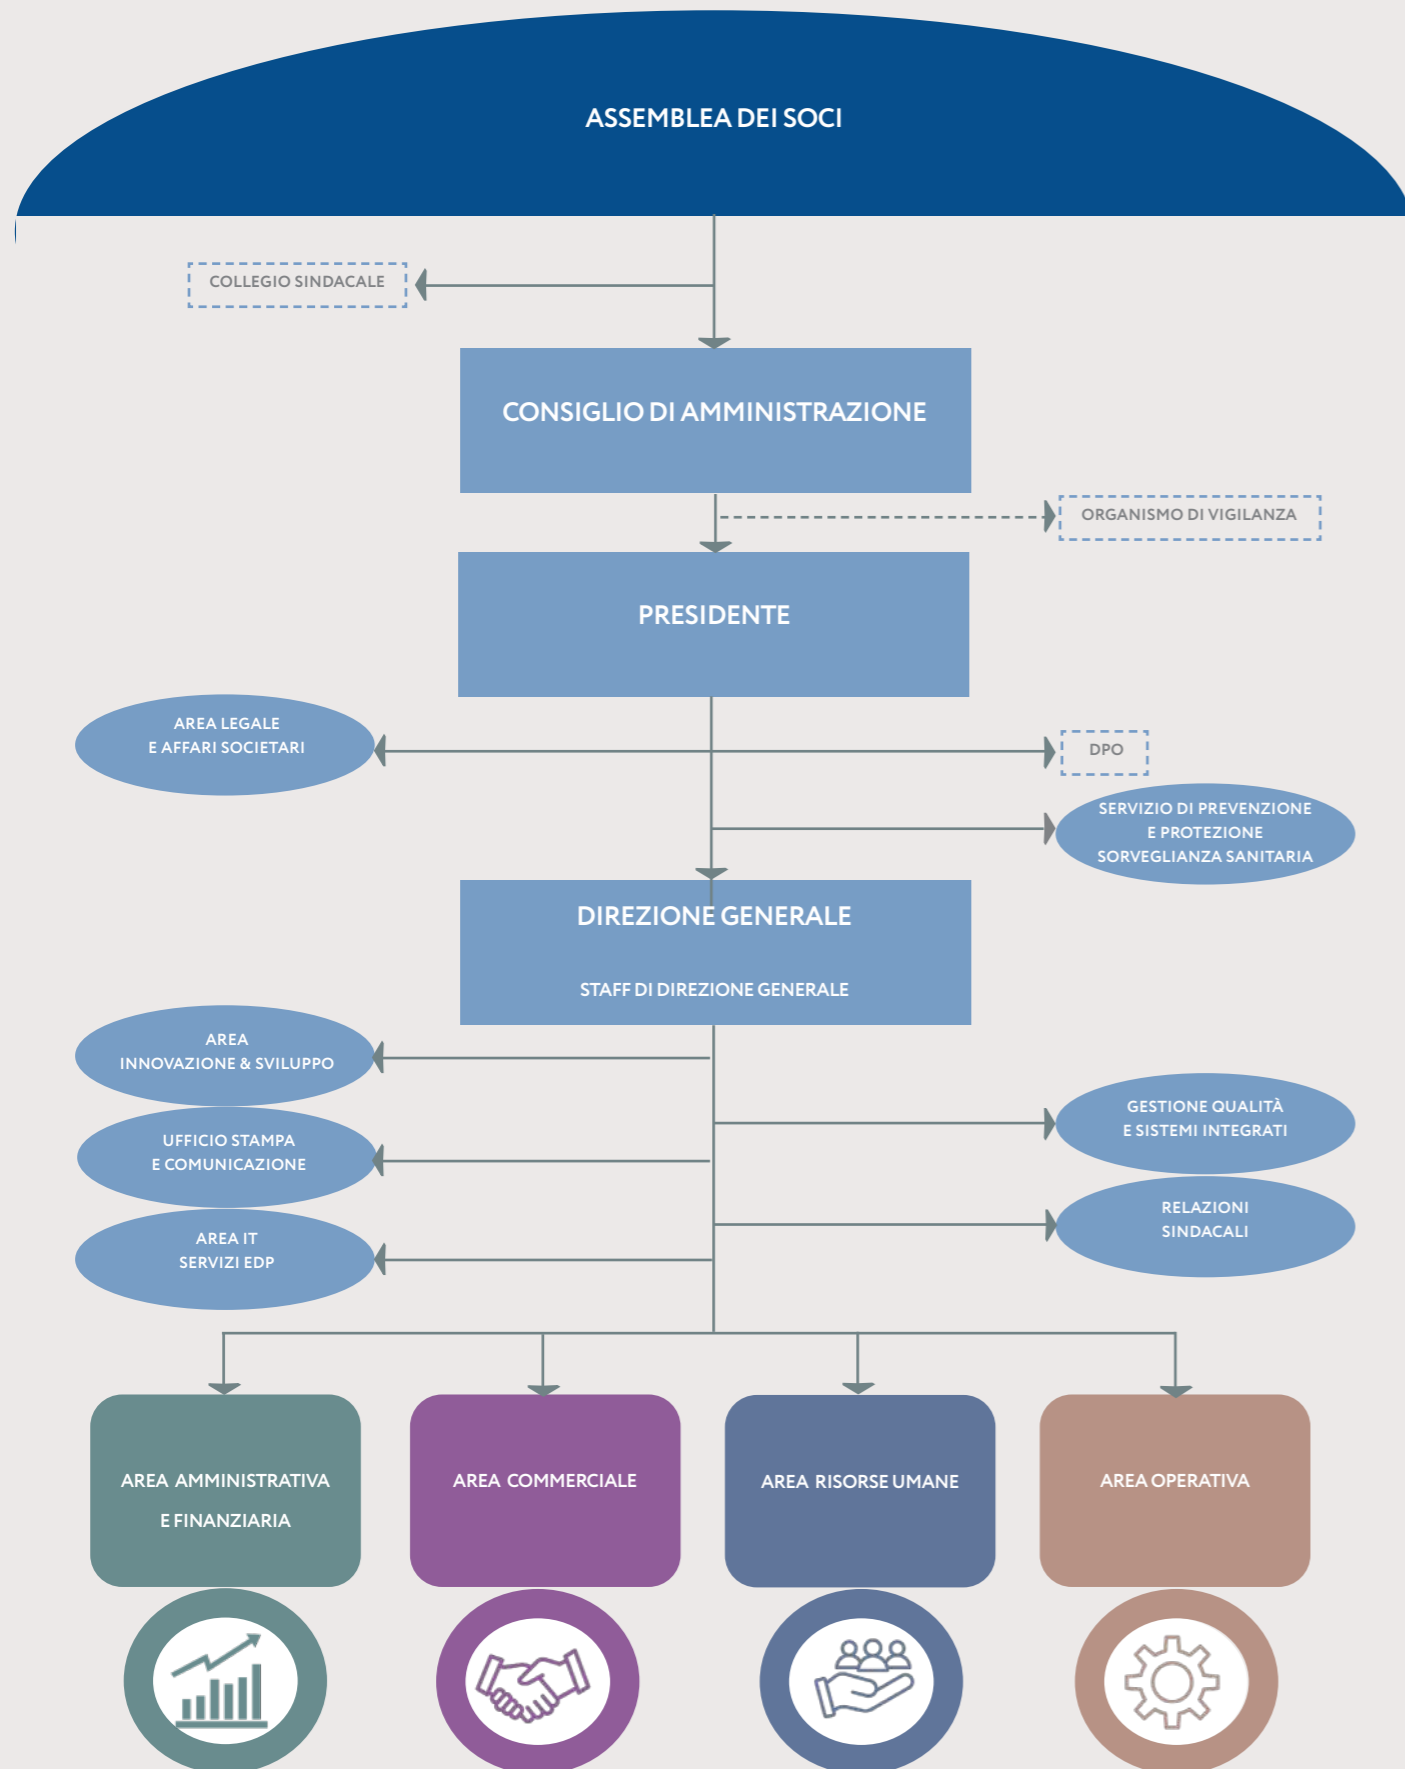 ASSEMBLEA DEI SOCI
COLLEGIO SINDACALE
CONSIGLIO DI AMMINISTRAZIONE
ORGANISMO DI VIGILANZA
PRESIDENTE
AREA LEGALE
E AFFARI SOCIETARI
DPO
SERVIZIO DI PREVENZIONE
E PROTEZIONE
SORVEGLIANZA SANITARIA
DIREZIONE GENERALE
STAFF DI DIREZIONE GENERALE
AREA
INNOVAZIONE & SVILUPPO
GESTIONE QUALITÀ
E SISTEMI INTEGRATI
UFFICIO STAMPA
E COMUNICAZIONE
RELAZIONI
SINDACALI
AREA IT
SERVIZI EDP
AREA AMMINISTRATIVA
E FINANZIARIA
AREA COMMERCIALE
AREA RISORSE UMANE
AREA OPERATIVA